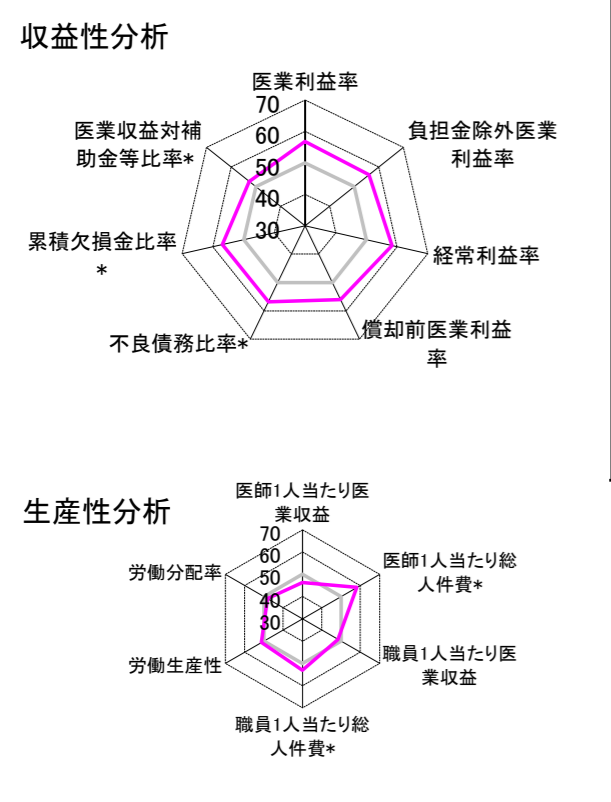 収益性分析
医業利益率
70
60
50
40
30
負担金除外医業
利益率
経常利益率
償却前医業利益
率
不良債務比率*
累積欠損金比率
*
医業収益対補
助金等比率*
生産性分析
医師1人当たり医
業収益
70
60
50
40
30
医師1人当たり総
人件費*
職員1人当たり医
業収益
職員1人当たり総
人件費*
労働生産性
労働分配率